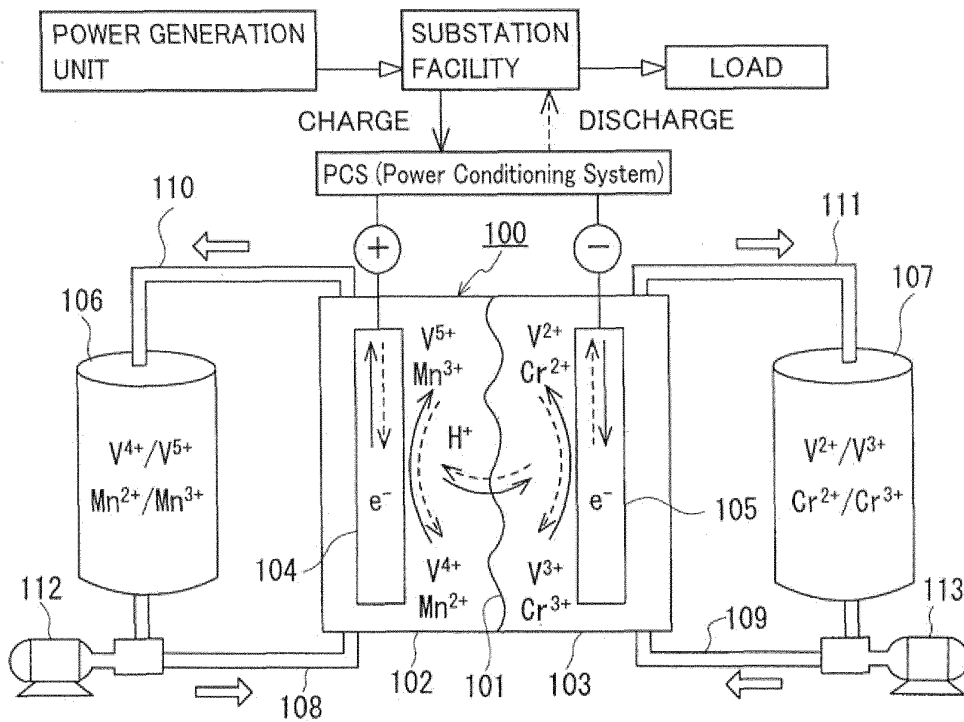 POWER GENERATION
UNIT
SUBSTATION
FACILITY
LOAD
CHARGE
DISCHARGE
PCS (Power Conditioning System)
110
111
+
100
−
106
107
V⁵⁺
Mn³⁺
V²⁺
Cr²⁺
V⁴⁺/V⁵⁺
Mn²⁺/Mn³⁺
H⁺
V²⁺/V³⁺
Cr²⁺/Cr³⁺
e⁻
e⁻
105
104
V⁴⁺
Mn²⁺
V³⁺
Cr³⁺
112
113
109
108
102
101
103